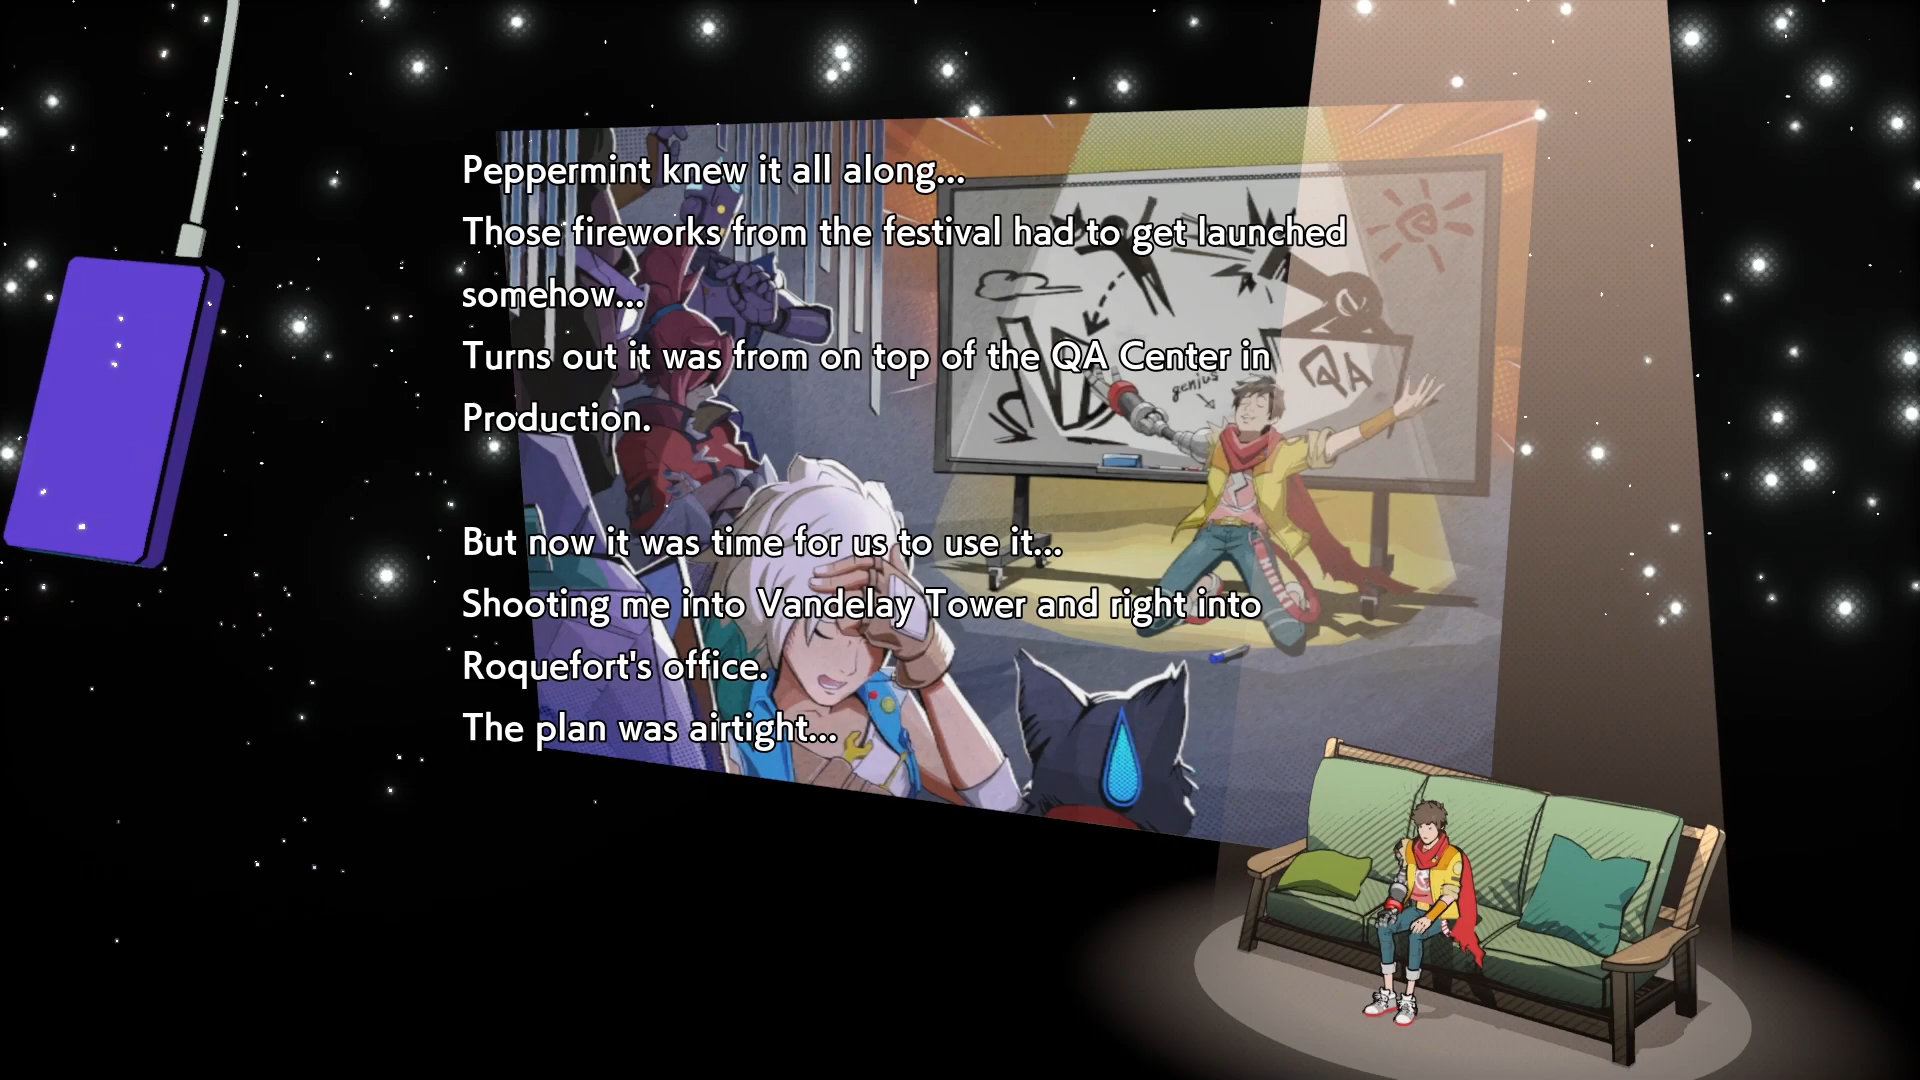 Peppermint knew it all along...
Those fireworks from the festival had to get launched
somehow...
Turns out it was from on top of the QA Center in
Production.
But now it was time for us to use it...
Shooting me into Vandelay Tower and right into
Roquefort's office.
The plan was airtight...
genius
QA